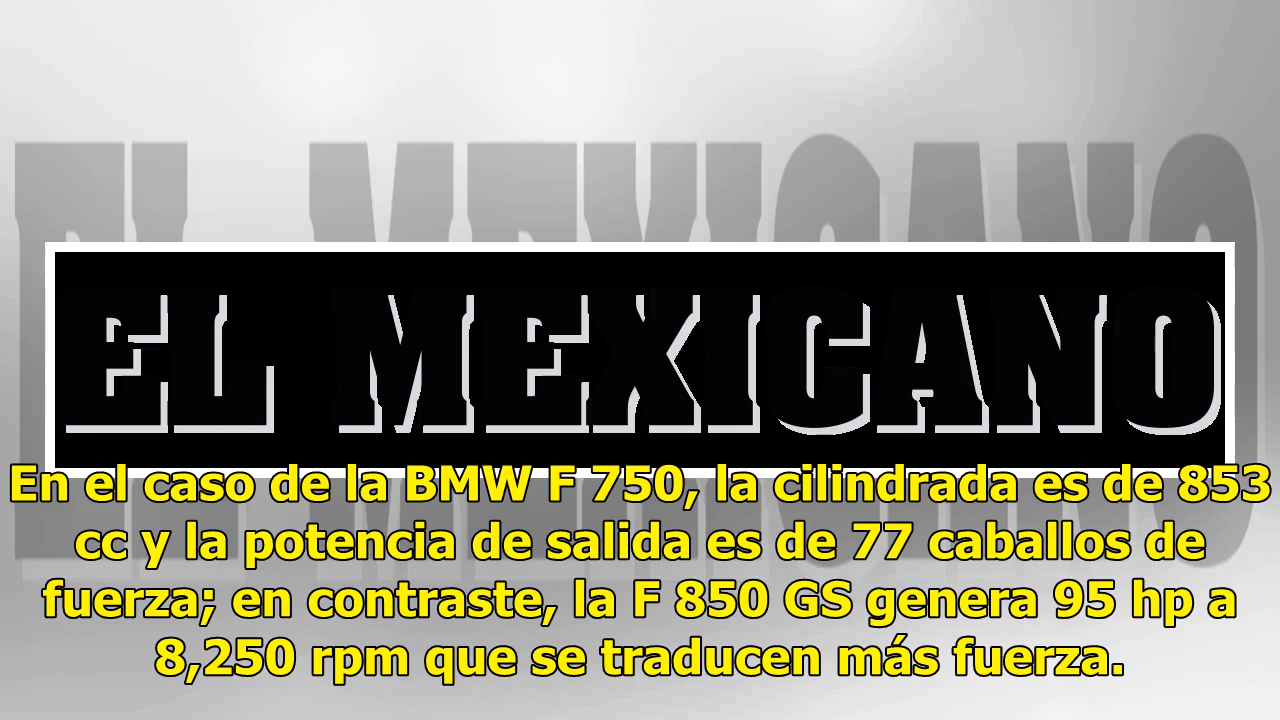 EL MEXICANO
EL MEXICANO
En el caso de la BMW F 750, la cilindrada es de 853
cc y la potencia de salida es de 77 caballos de
fuerza; en contraste, la F 850 GS genera 95 hp a
8,250 rpm que se traducen más fuerza.